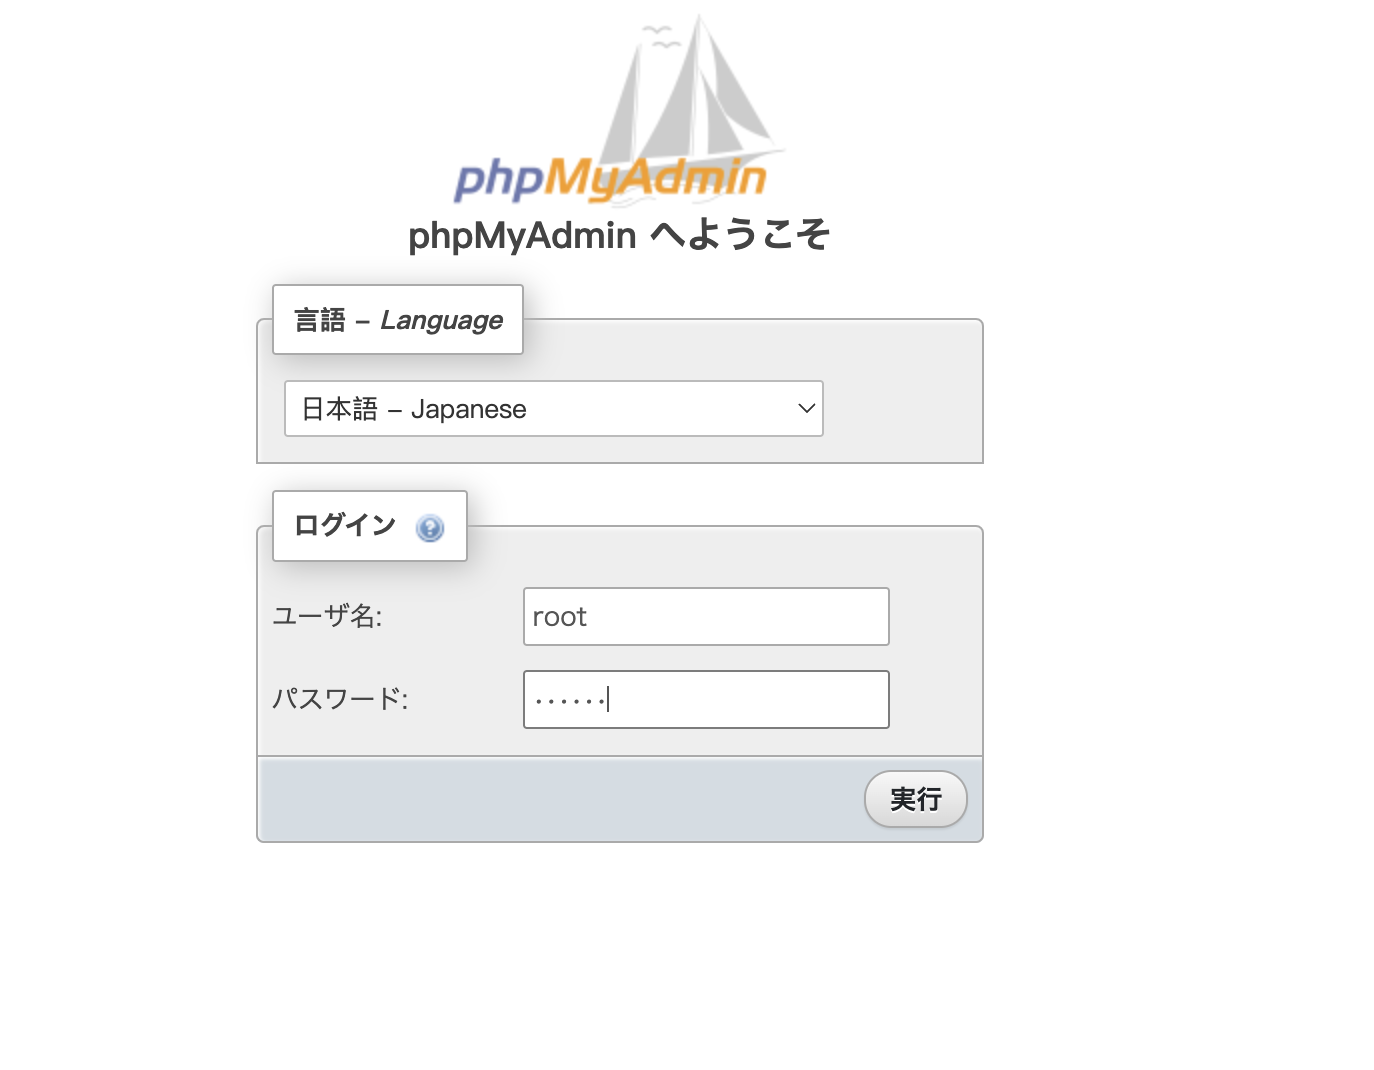 phpMyAdmin
phpMyAdmin へようこそ
言語 – Language
日本語 – Japanese
ログイン
ユーザ名:
root
パスワード:
······
実行